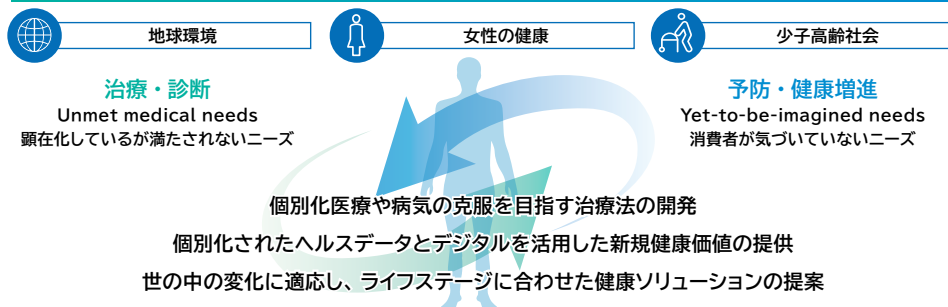 地球環境
女性の健康
少子高齢社会
治療・診断
Unmet medical needs
顕在化しているが満たされないニーズ
予防・健康増進
Yet-to-be-imagined needs
消費者が気づいていないニーズ
個別化医療や病気の克服を目指す治療法の開発
個別化されたヘルスデータとデジタルを活用した新規健康価値の提供
世の中の変化に適応し、ライフステージに合わせた健康ソリューションの提案